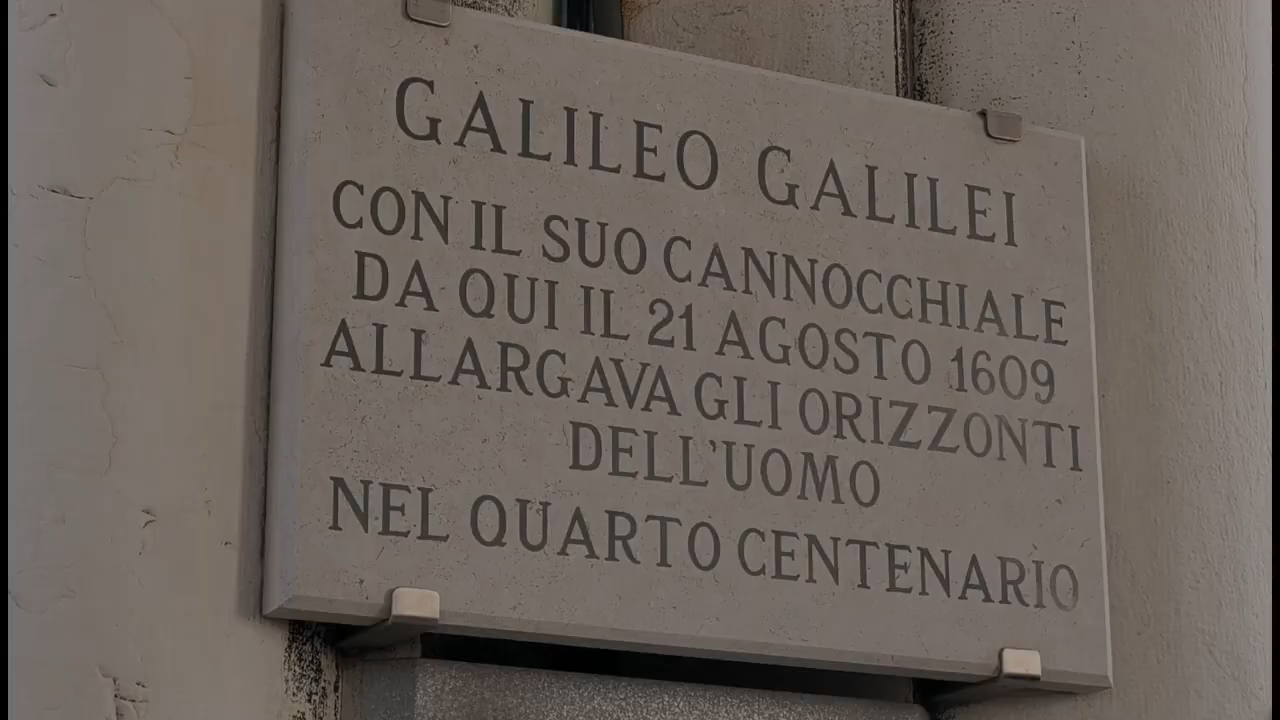 GALILEO GALILEI
CON IL SUO CANNOCCHIALE
DA QUI IL 21 AGOSTO 1609
ALLARGAVA GLI ORIZZONTI
DELL'UOMO
NEL QUARTO CENTENARIO